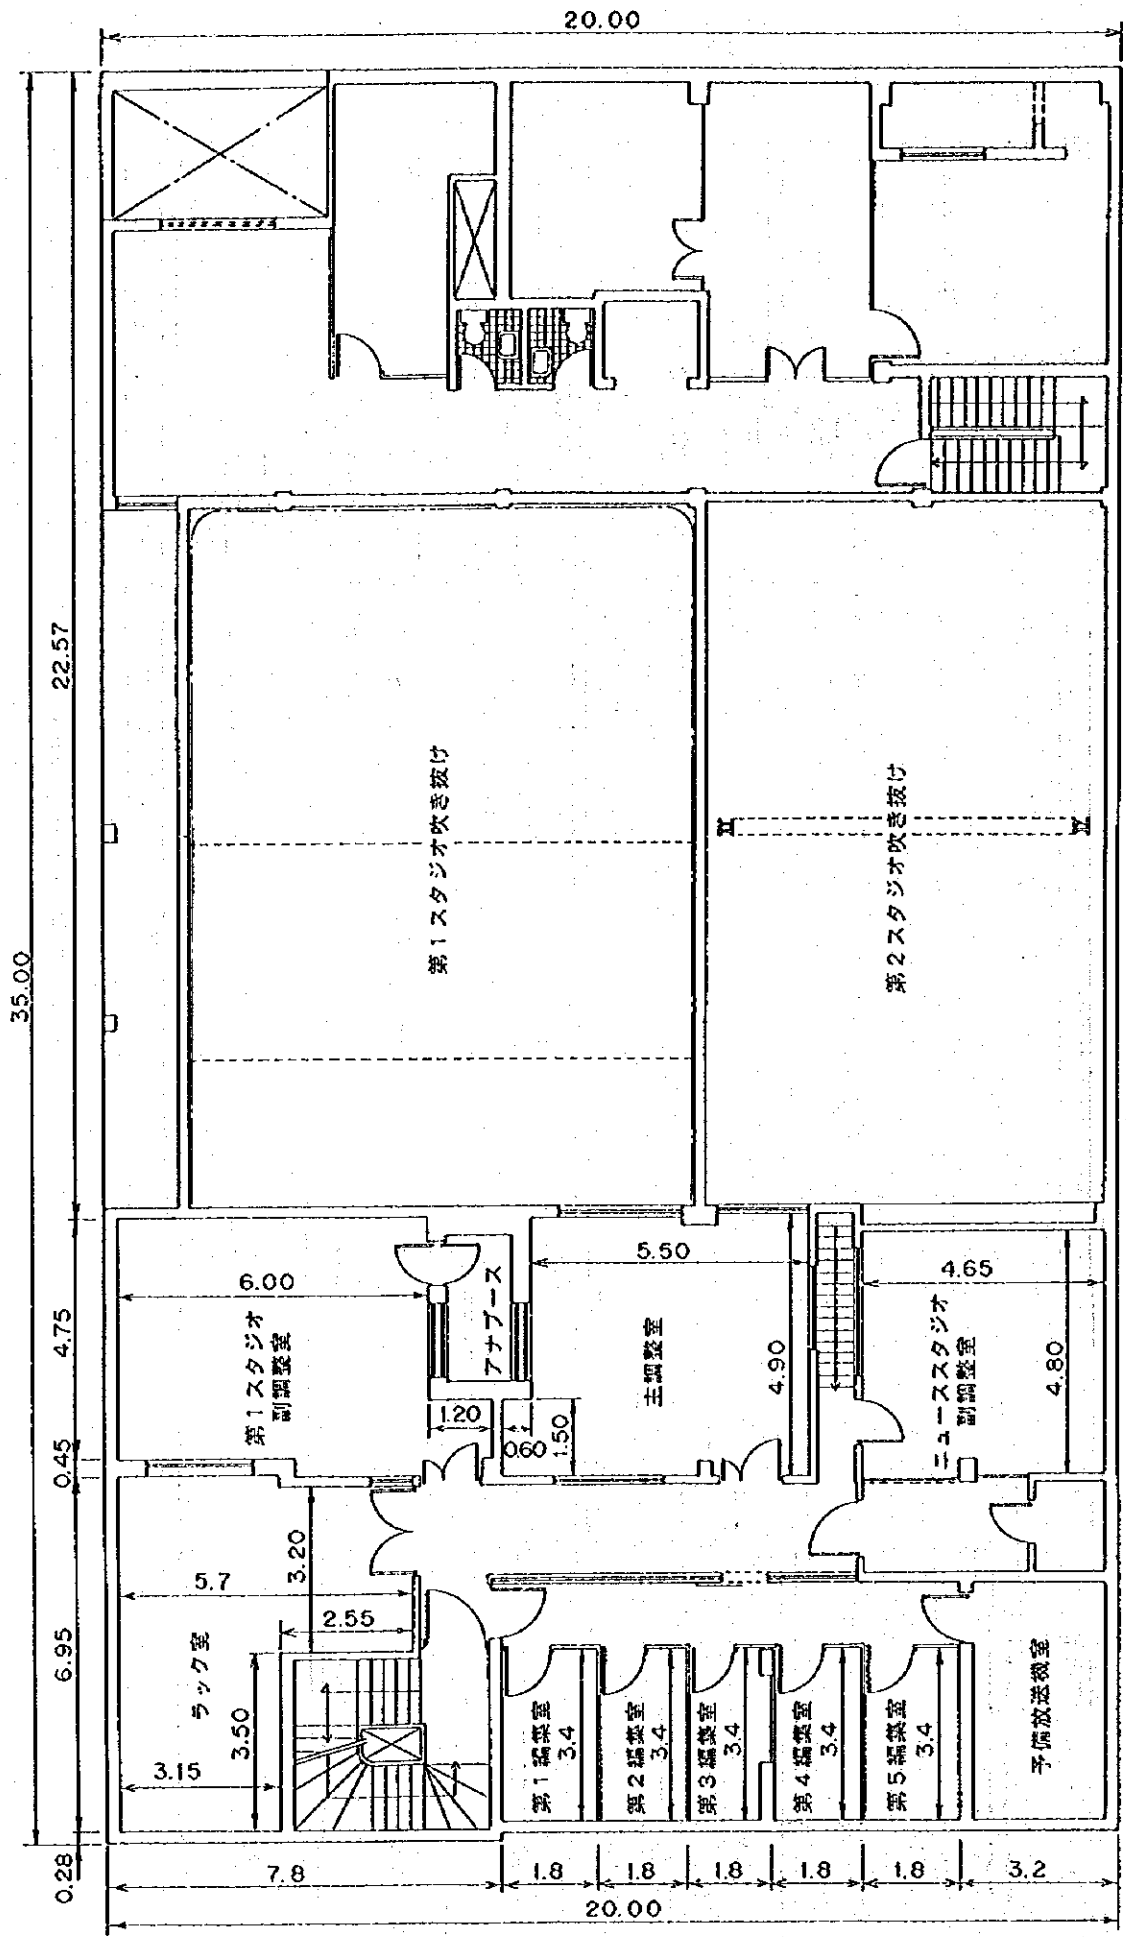 20.00
35.00
22.57
第1スタジオ吹き抜け
第2スタジオ吹き抜け
4.75
6.00
第1スタジオ
副調整室
アナブース
5.50
主調整室
4.90
4.65
ニューススタジオ
副調整室
4.80
1.20
0.60
1.50
0.45
3.20
5.7
2.55
6.95
ラック室
3.50
3.15
第1編集室
3.4
第2編集室
3.4
第3編集室
3.4
第4編集室
3.4
第5編集室
3.4
予備放送機室
0.28
7.8
1.8
1.8
1.8
1.8
1.8
3.2
20.00